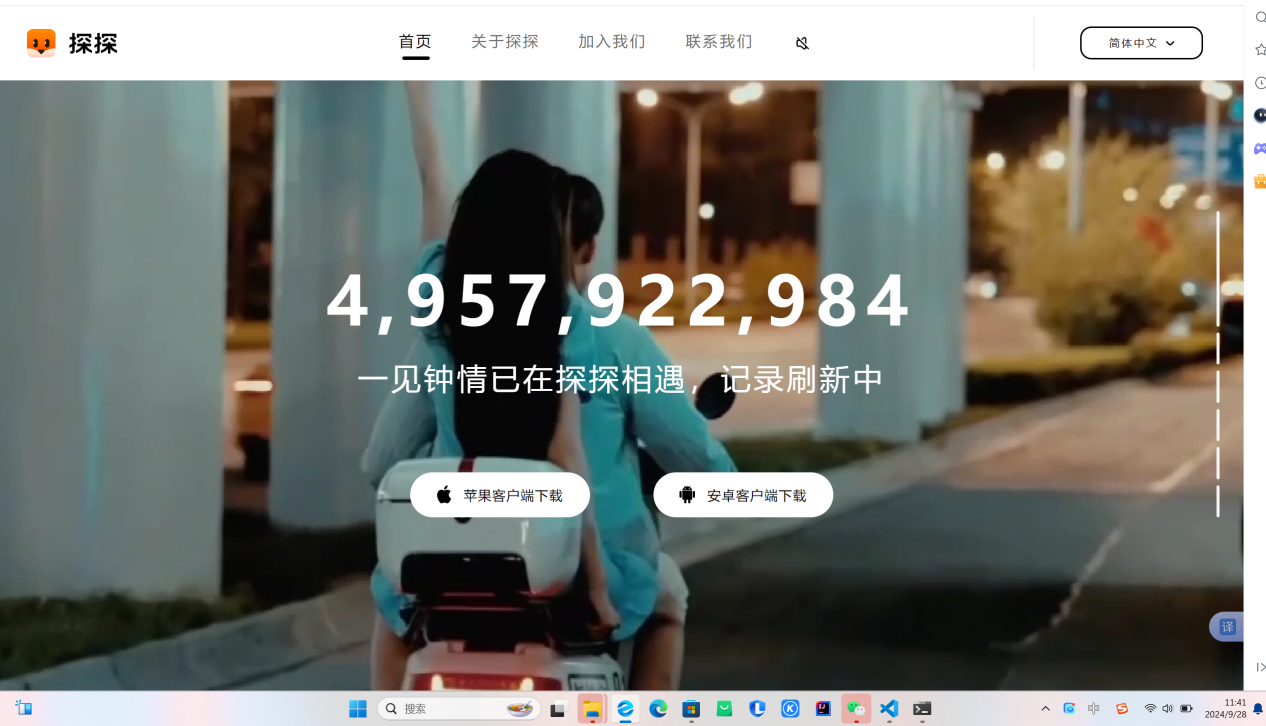 探探
首页
关于探探
加入我们
联系我们
简体中文
4,957,922,984
一见钟情已在探探相遇，记录刷新中
苹果客户端下载
安卓客户端下载
译
搜索
中
11:41
2024/9/28